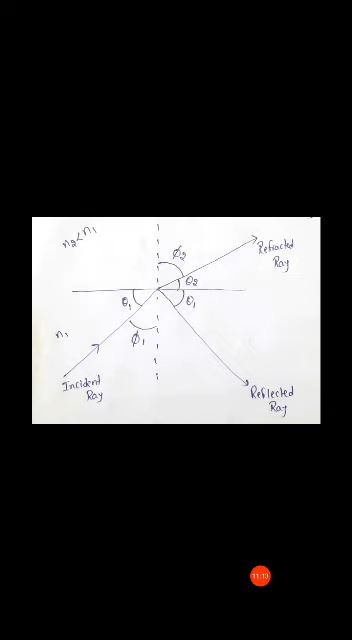 n2<n1
ϕ2
Refracted
Ray
θ2
θ1
θ1
n1
ϕ1
Incident
Ray
Reflected
Ray
11:13